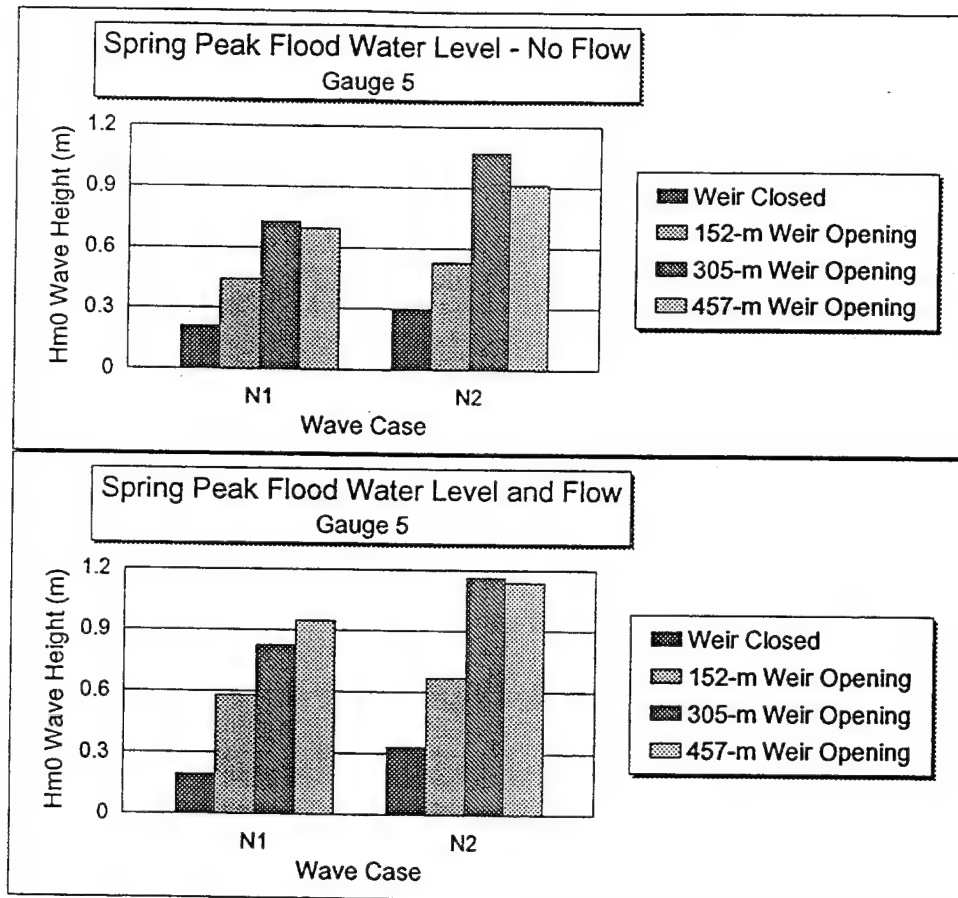 Spring Peak Flood Water Level - No Flow
Gauge 5
Hm0 Wave Height (m)
1.2
0.9
0.6
0.3
0
N1
N2
Wave Case
Weir Closed
152-m Weir Opening
305-m Weir Opening
457-m Weir Opening
Spring Peak Flood Water Level and Flow
Gauge 5
Hm0 Wave Height (m)
1.2
0.9
0.6
0.3
0
N1
N2
Wave Case
Weir Closed
152-m Weir Opening
305-m Weir Opening
457-m Weir Opening